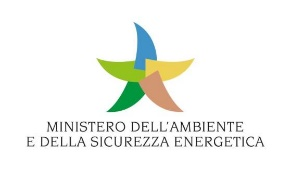 MINISTERO DELL'AMBIENTE
E DELLA SICUREZZA ENERGETICA